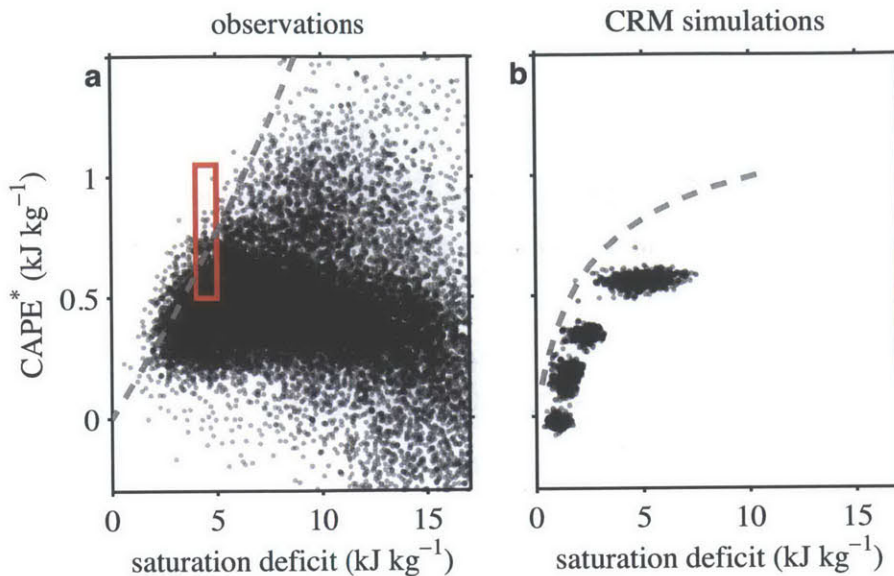 observations
CRM simulations
a
b
1
0.5
0
CAPE* (kJ kg⁻¹)
0 5 10 15
0 5 10 15
saturation deficit (kJ kg⁻¹)
saturation deficit (kJ kg⁻¹)